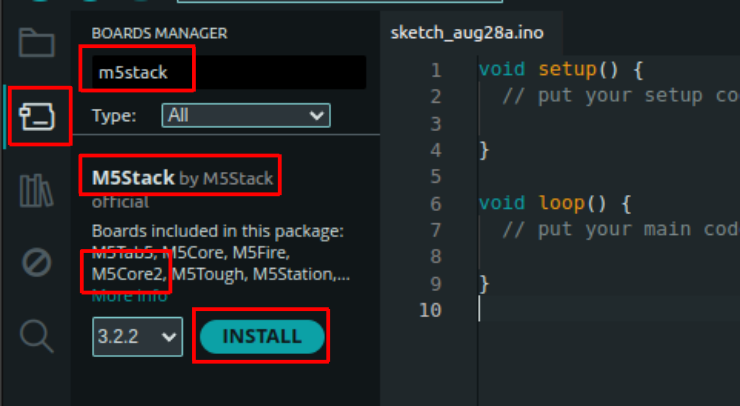 BOARDS MANAGER
m5stack
Type: All
M5Stack by M5Stack
official
Boards included in this package:
M5Tab5, M5Core, M5Fire,
M5Core2, M5Tough, M5Station,...
More info
3.2.2 INSTALL
sketch_aug28a.ino
1 void setup() {
2 // put your setup co
3
4 }
5
6 void loop() {
7 // put your main cod
8
9 }
10